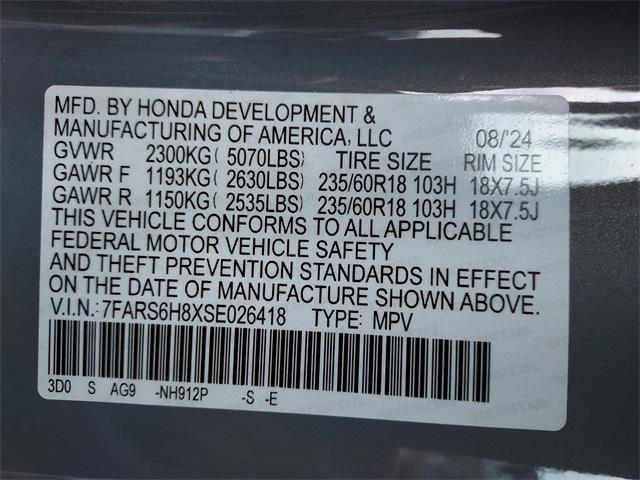 MFD. BY HONDA DEVELOPMENT &
MANUFACTURING OF AMERICA, LLC 08/'24
GVWR 2300KG( 5070LBS) TIRE SIZE RIM SIZE
GAWR F 1193KG( 2630LBS) 235/60R18 103H 18X7.5J
GAWR R 1150KG( 2535LBS) 235/60R18 103H 18X7.5J
THIS VEHICLE CONFORMS TO ALL APPLICABLE
FEDERAL MOTOR VEHICLE SAFETY
AND THEFT PREVENTION STANDARDS IN EFFECT
ON THE DATE OF MANUFACTURE SHOWN ABOVE.
V.I.N.: 7FARS6H8XSE026418 TYPE: MPV
3D0 S AG9 -NH912P -S -E